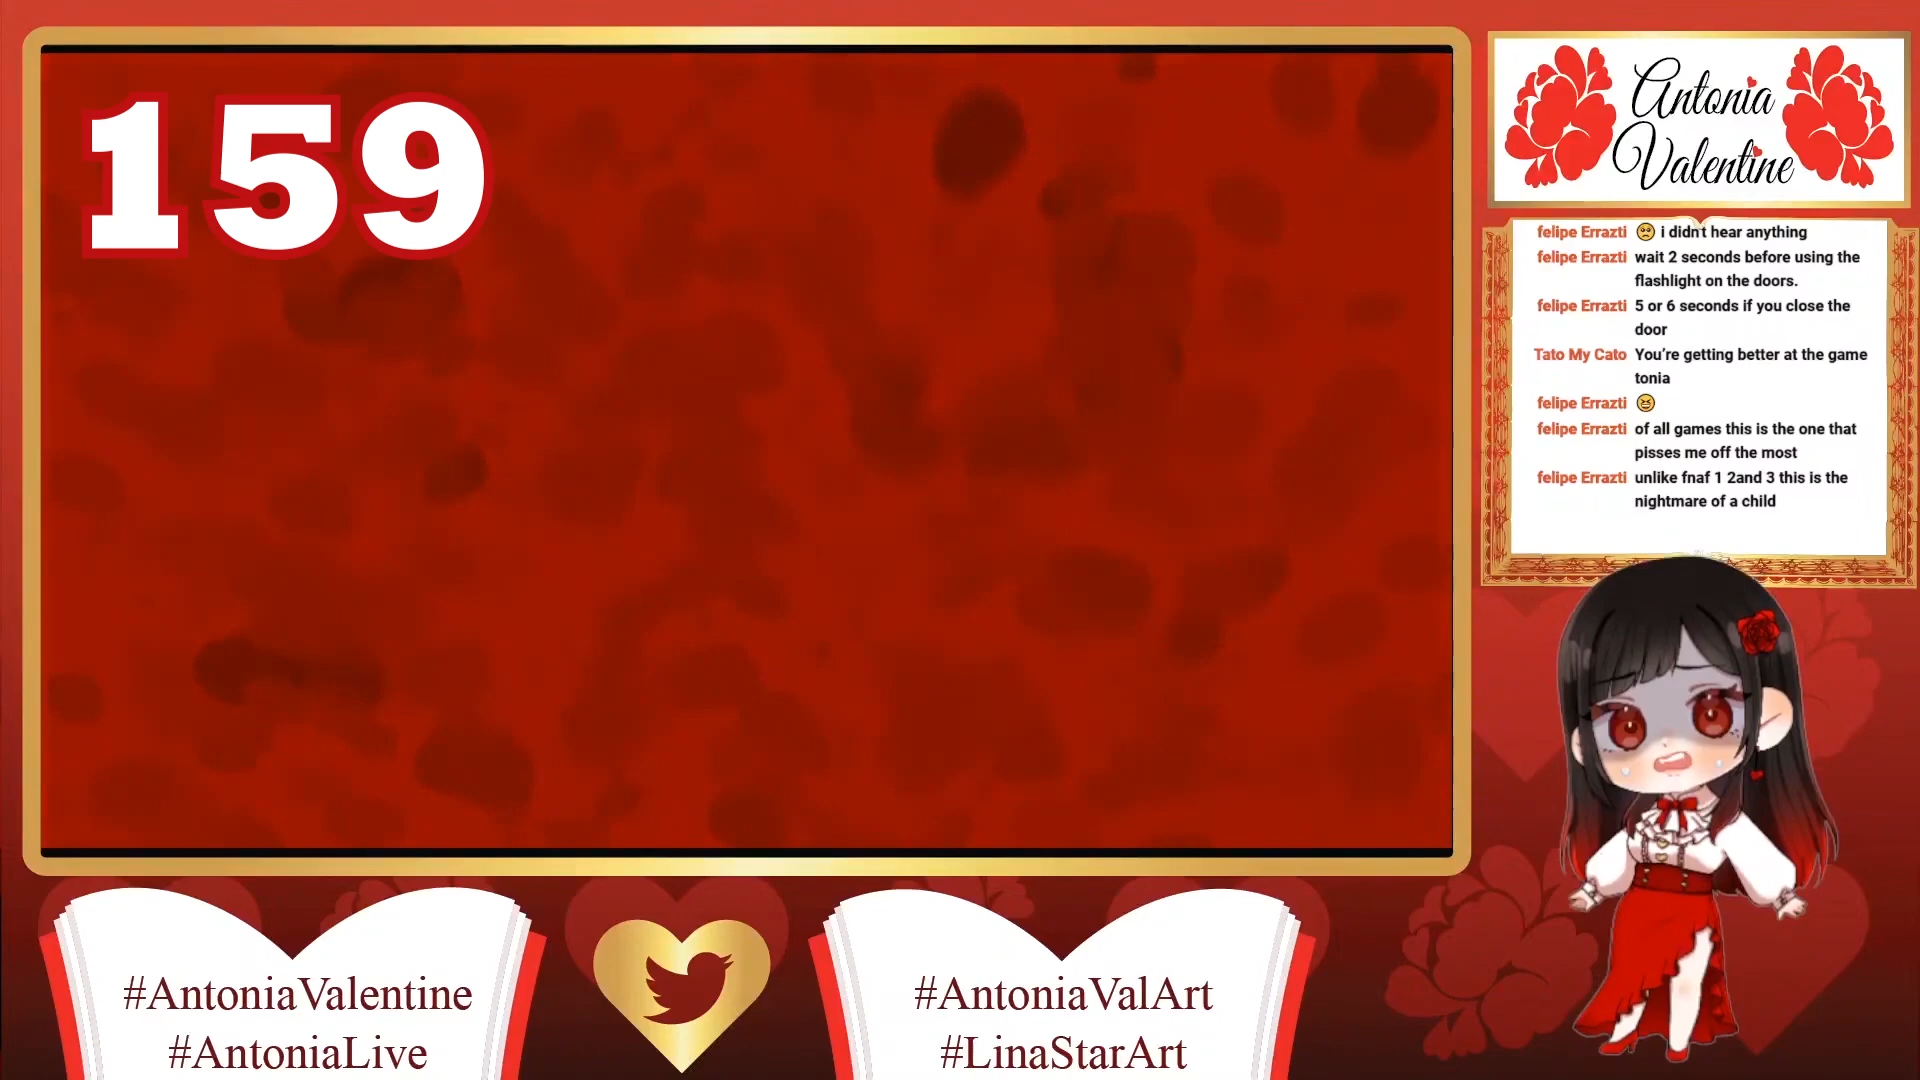 159
Antonia
Valentine
felipe Errazti 🥺 i didn't hear anything
felipe Errazti wait 2 seconds before using the
flashlight on the doors.
felipe Errazti 5 or 6 seconds if you close the
door
Tato My Cato You're getting better at the game
tonia
felipe Errazti 😆
felipe Errazti of all games this is the one that
pisses me off the most
felipe Errazti unlike fnaf 1 2and 3 this is the
nightmare of a child
#AntoniaValentine
#AntoniaLive
#AntoniaValArt
#LinaStarArt